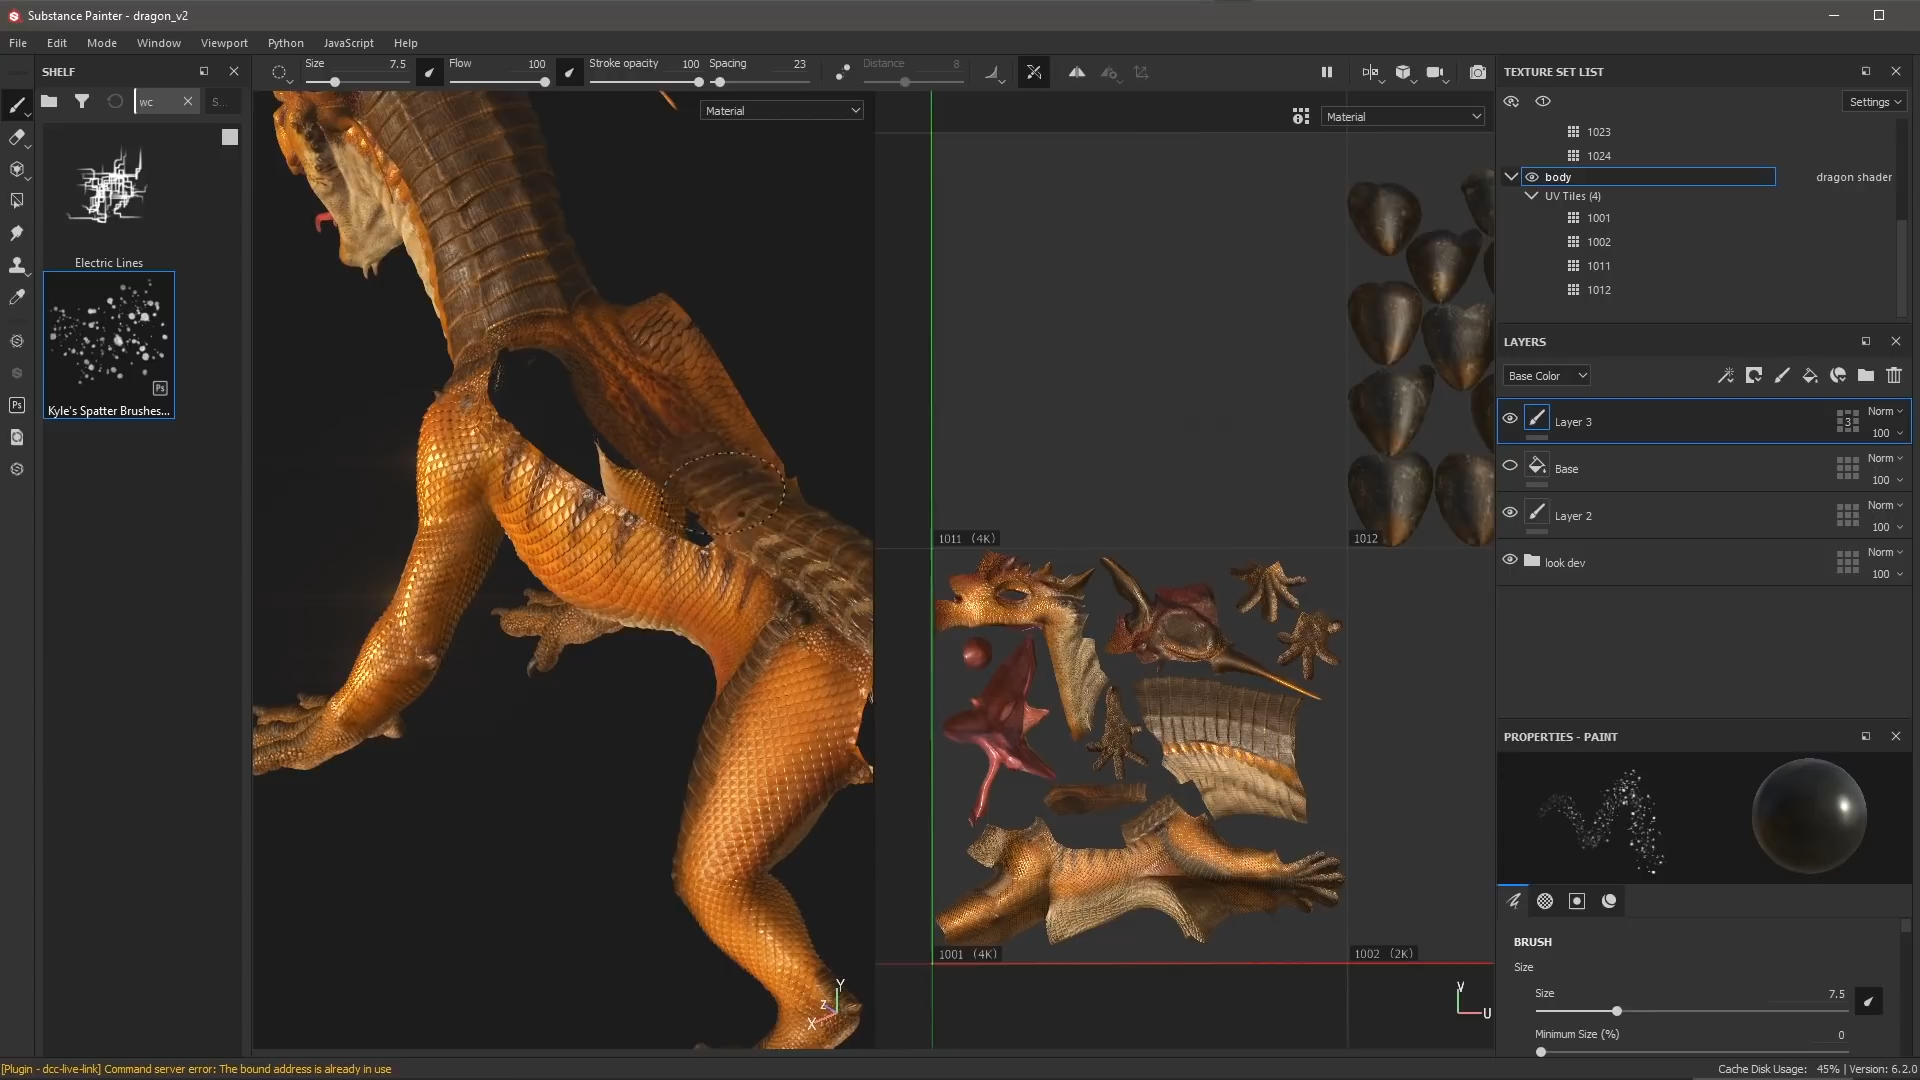 Substance Painter - dragon_v2
File Edit Mode Window Viewport Python JavaScript Help
SHELF
Size 7.5 Flow 100 Stroke opacity 100 Spacing 23 Distance 8
wc S...
Material
Material
Electric Lines
Ps
Kyle's Spatter Brushes...
Ps
1011 (4K)
1012
1001 (4K)
1002 (2K)
Y
Z
X
V
U
TEXTURE SET LIST
Settings
1023
1024
body dragon shader
UV Tiles (4)
1001
1002
1011
1012
LAYERS
Base Color
Layer 3 3 Norm
100
Base Norm
100
Layer 2 Norm
100
look dev Norm
100
PROPERTIES - PAINT
BRUSH
Size
Size 7.5
Minimum Size (%) 0
[Plugin - dcc-live-link] Command server error: The bound address is already in use
Cache Disk Usage: 45% | Version: 6.2.0